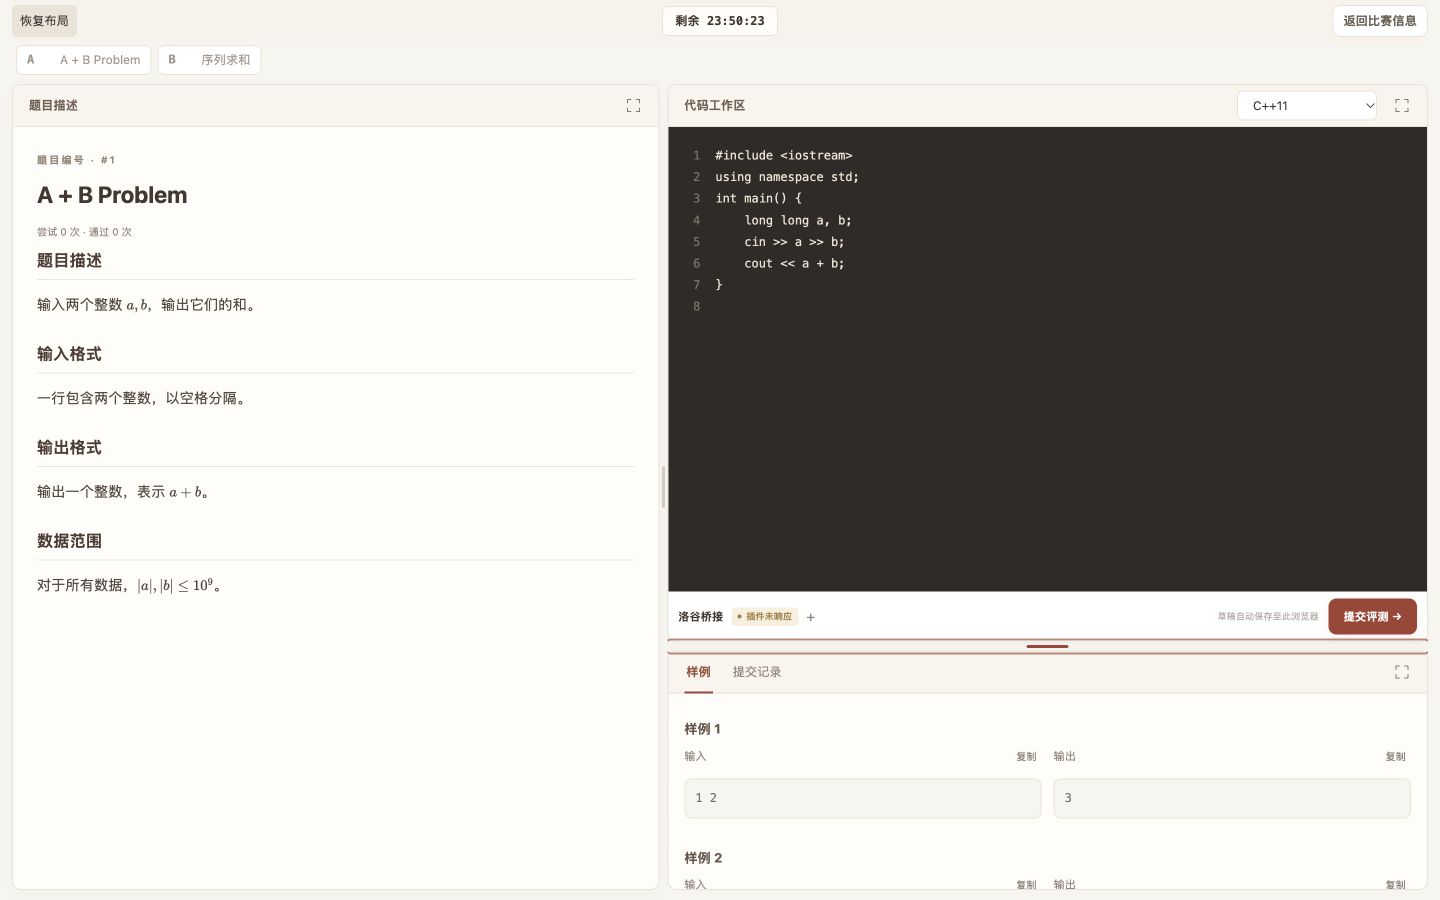 恢复布局
剩余 23:50:23
返回比赛信息
A A + B Problem
B 序列求和
题目描述
题目编号 · #1
A + B Problem
尝试 0 次 · 通过 0 次
题目描述
输入两个整数 a, b，输出它们的和。
输入格式
一行包含两个整数，以空格分隔。
输出格式
输出一个整数，表示 a + b。
数据范围
对于所有数据，|a|, |b| ≤ 10⁹。
代码工作区
C++11
1 #include <iostream>
2 using namespace std;
3 int main() {
4     long long a, b;
5     cin >> a >> b;
6     cout << a + b;
7 }
8
洛谷桥接
插件未响应
+
草稿自动保存至此浏览器
提交评测 →
样例
提交记录
样例 1
输入 复制
输出 复制
1 2
3
样例 2
输入 复制
输出 复制